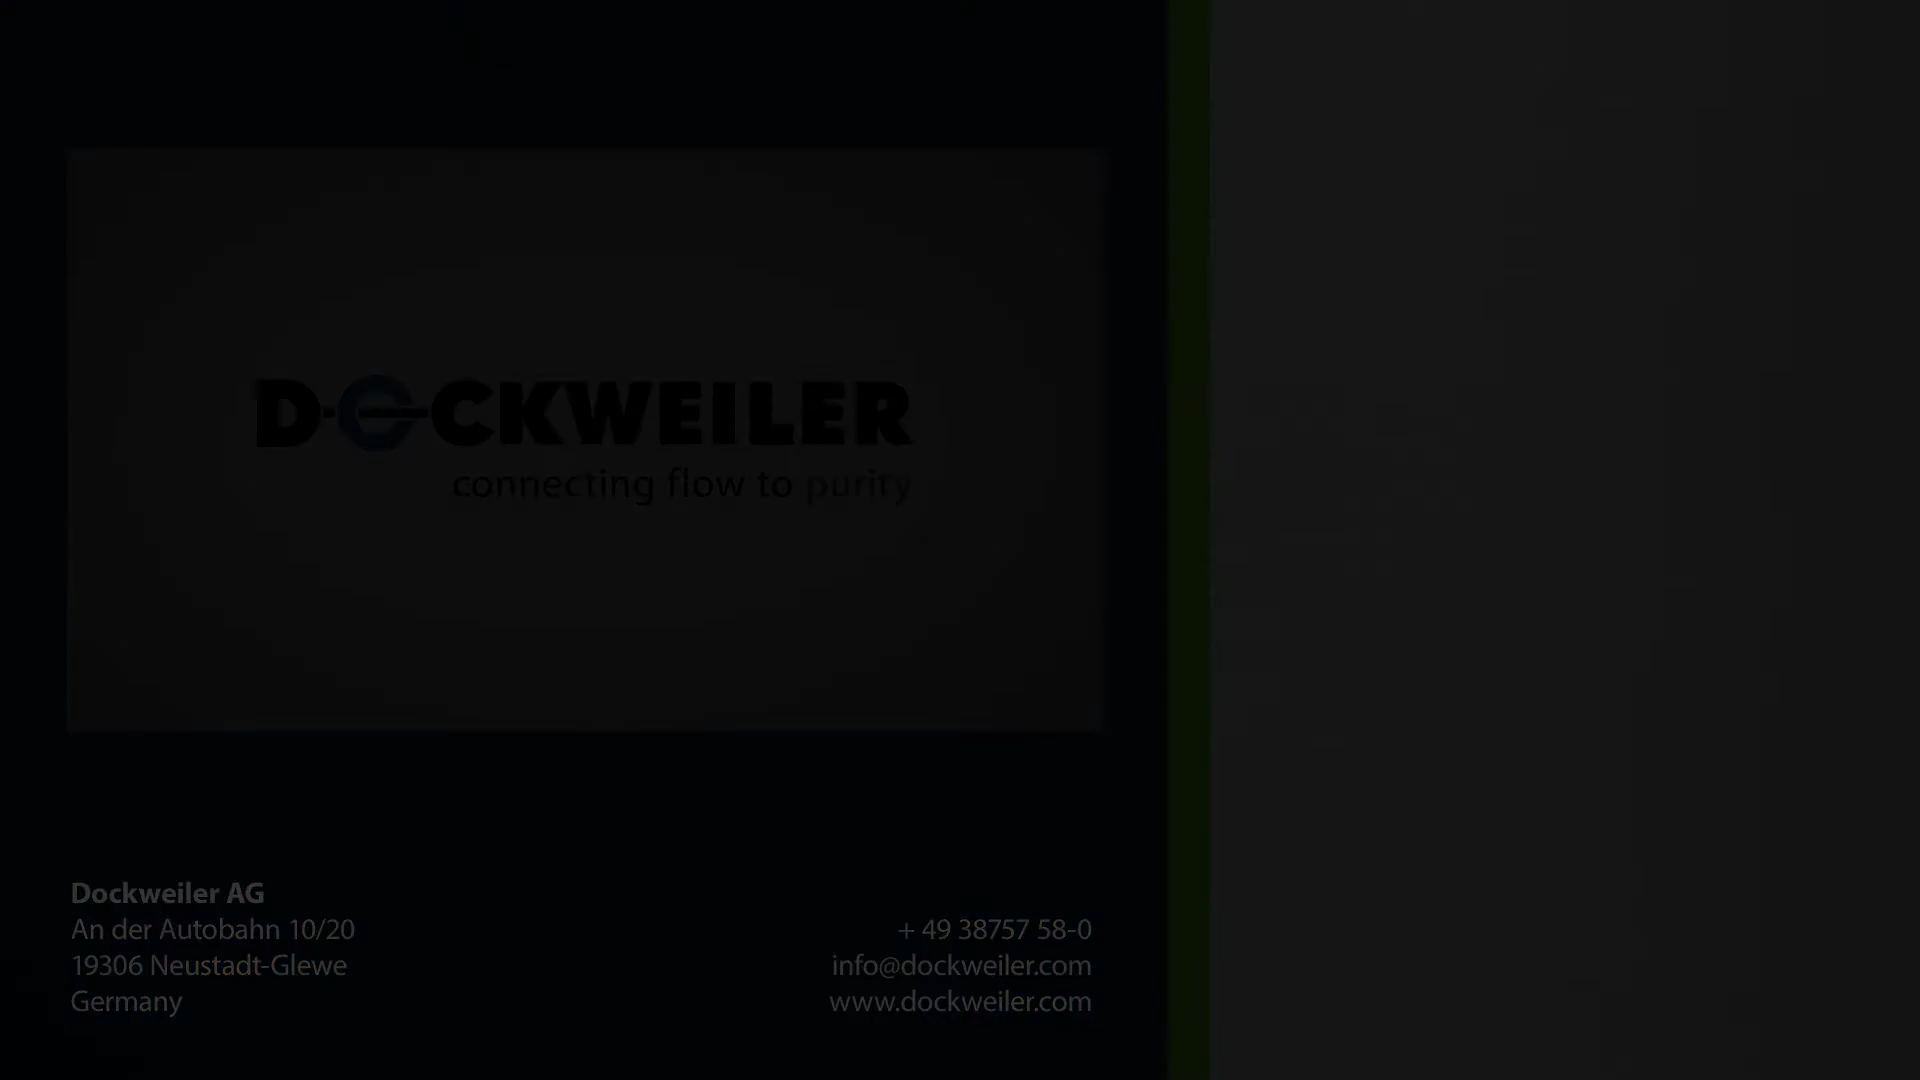 DOCKWEILER
connecting flow to purity
Dockweiler AG
An der Autobahn 10/20
19306 Neustadt-Glewe
Germany
+ 49 38757 58-0
info@dockweiler.com
www.dockweiler.com